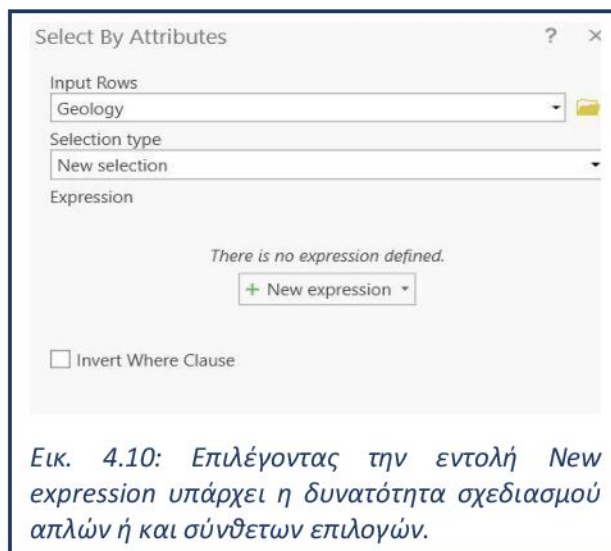 Select By Attributes ? ×
Input Rows
Geology
Selection type
New selection
Expression
There is no expression defined.
+ New expression
Invert Where Clause
Εικ. 4.10: Επιλέγοντας την εντολή New
expression υπάρχει η δυνατότητα σχεδιασμού
απλών ή και σύνθετων επιλογών.